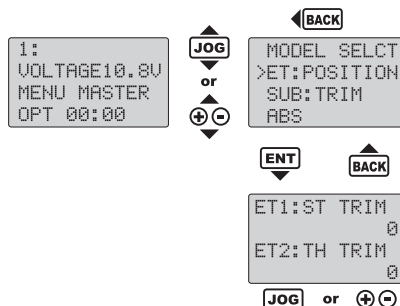 BACK
1:
VOLTAGE10.8V
MENU MASTER
OPT 00:00
JOG
or
MODEL SELCT
>ET:POSITION
SUB:TRIM
ABS
ENT
BACK
ET1:ST TRIM
0
ET2:TH TRIM
0
JOG or